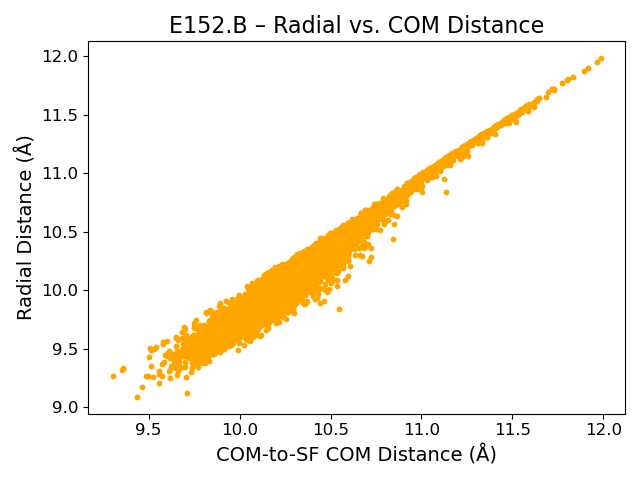 E152.B – Radial vs. COM Distance
12.0
11.5
11.0
10.5
10.0
9.5
9.0
Radial Distance (Å)
9.5 10.0 10.5 11.0 11.5 12.0
COM-to-SF COM Distance (Å)